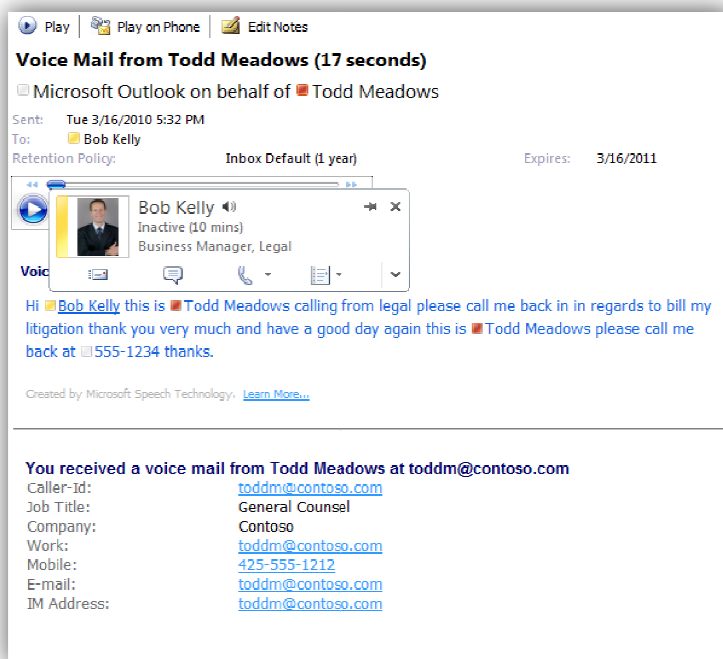 Play Play on Phone Edit Notes
Voice Mail from Todd Meadows (17 seconds)
Microsoft Outlook on behalf of Todd Meadows
Sent: Tue 3/16/2010 5:32 PM
To: Bob Kelly
Retention Policy: Inbox Default (1 year) Expires: 3/16/2011
Bob Kelly
Inactive (10 mins)
Business Manager, Legal
Voic
Hi Bob Kelly this is Todd Meadows calling from legal please call me back in in regards to bill my
litigation thank you very much and have a good day again this is Todd Meadows please call me
back at 555-1234 thanks.
Created by Microsoft Speech Technology. Learn More...
You received a voice mail from Todd Meadows at toddm@contoso.com
Caller-Id: toddm@contoso.com
Job Title: General Counsel
Company: Contoso
Work: toddm@contoso.com
Mobile: 425-555-1212
E-mail: toddm@contoso.com
IM Address: toddm@contoso.com